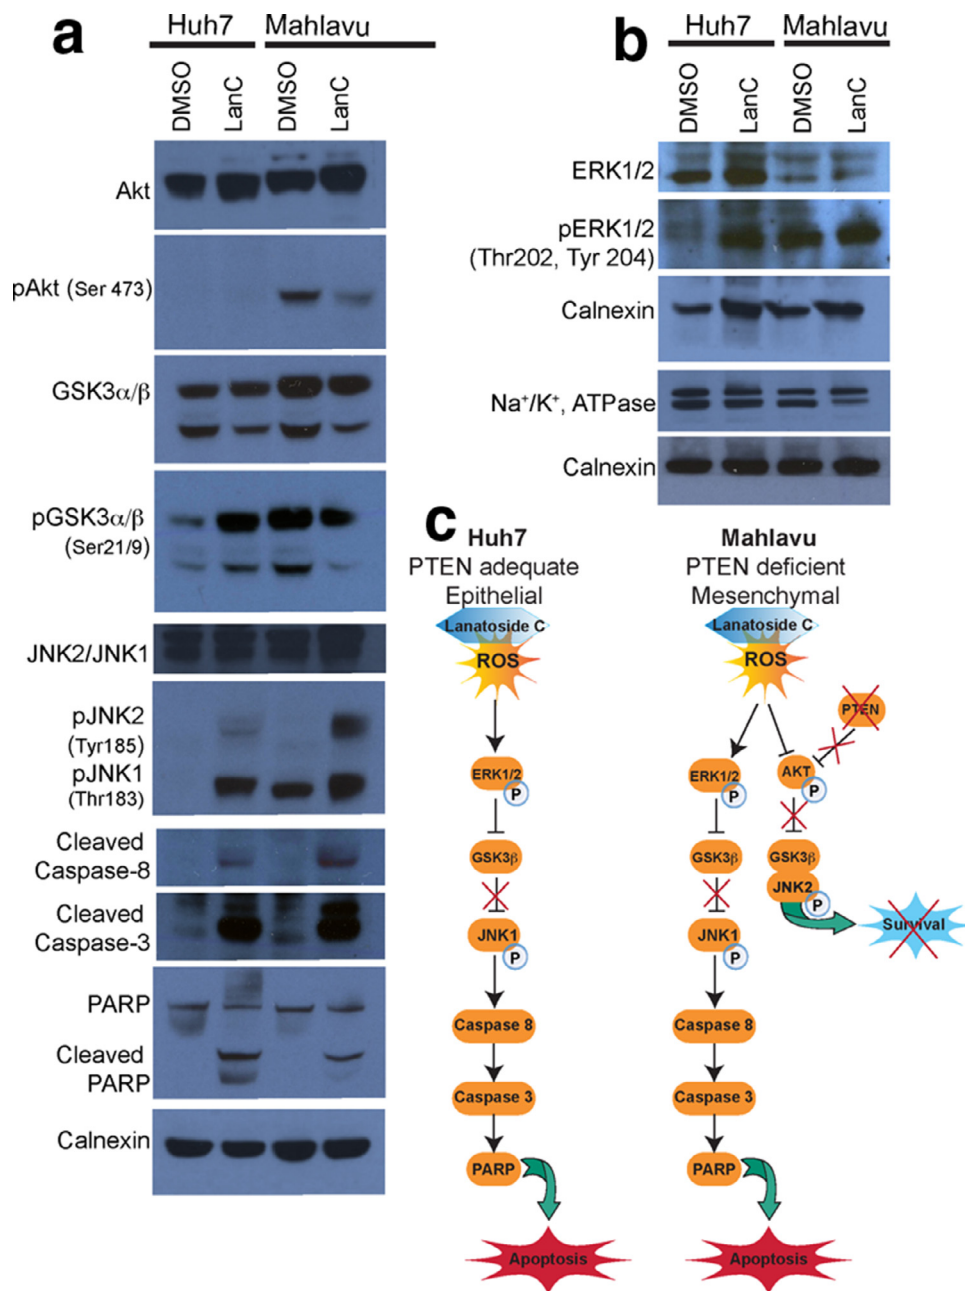 a
Huh7
Mahlavu
DMSO
LanC
DMSO
LanC
Akt
pAkt (Ser 473)
GSK3α/β
pGSK3α/β
(Ser21/9)
JNK2/JNK1
pJNK2
(Tyr185)
pJNK1
(Thr183)
Cleaved
Caspase-8
Cleaved
Caspase-3
PARP
Cleaved
PARP
Calnexin
b
Huh7
Mahlavu
DMSO
LanC
DMSO
LanC
ERK1/2
pERK1/2
(Thr202, Tyr 204)
Calnexin
Na⁺/K⁺, ATPase
Calnexin
c
Huh7
PTEN adequate
Epithelial
Lanatoside C
ROS
ERK1/2
P
GSK3β
JNK1
P
Caspase 8
Caspase 3
PARP
Apoptosis
Mahlavu
PTEN deficient
Mesenchymal
Lanatoside C
ROS
PTEN
ERK1/2
P
AKT
P
GSK3β
GSK3β
JNK2
P
Survival
JNK1
P
Caspase 8
Caspase 3
PARP
Apoptosis